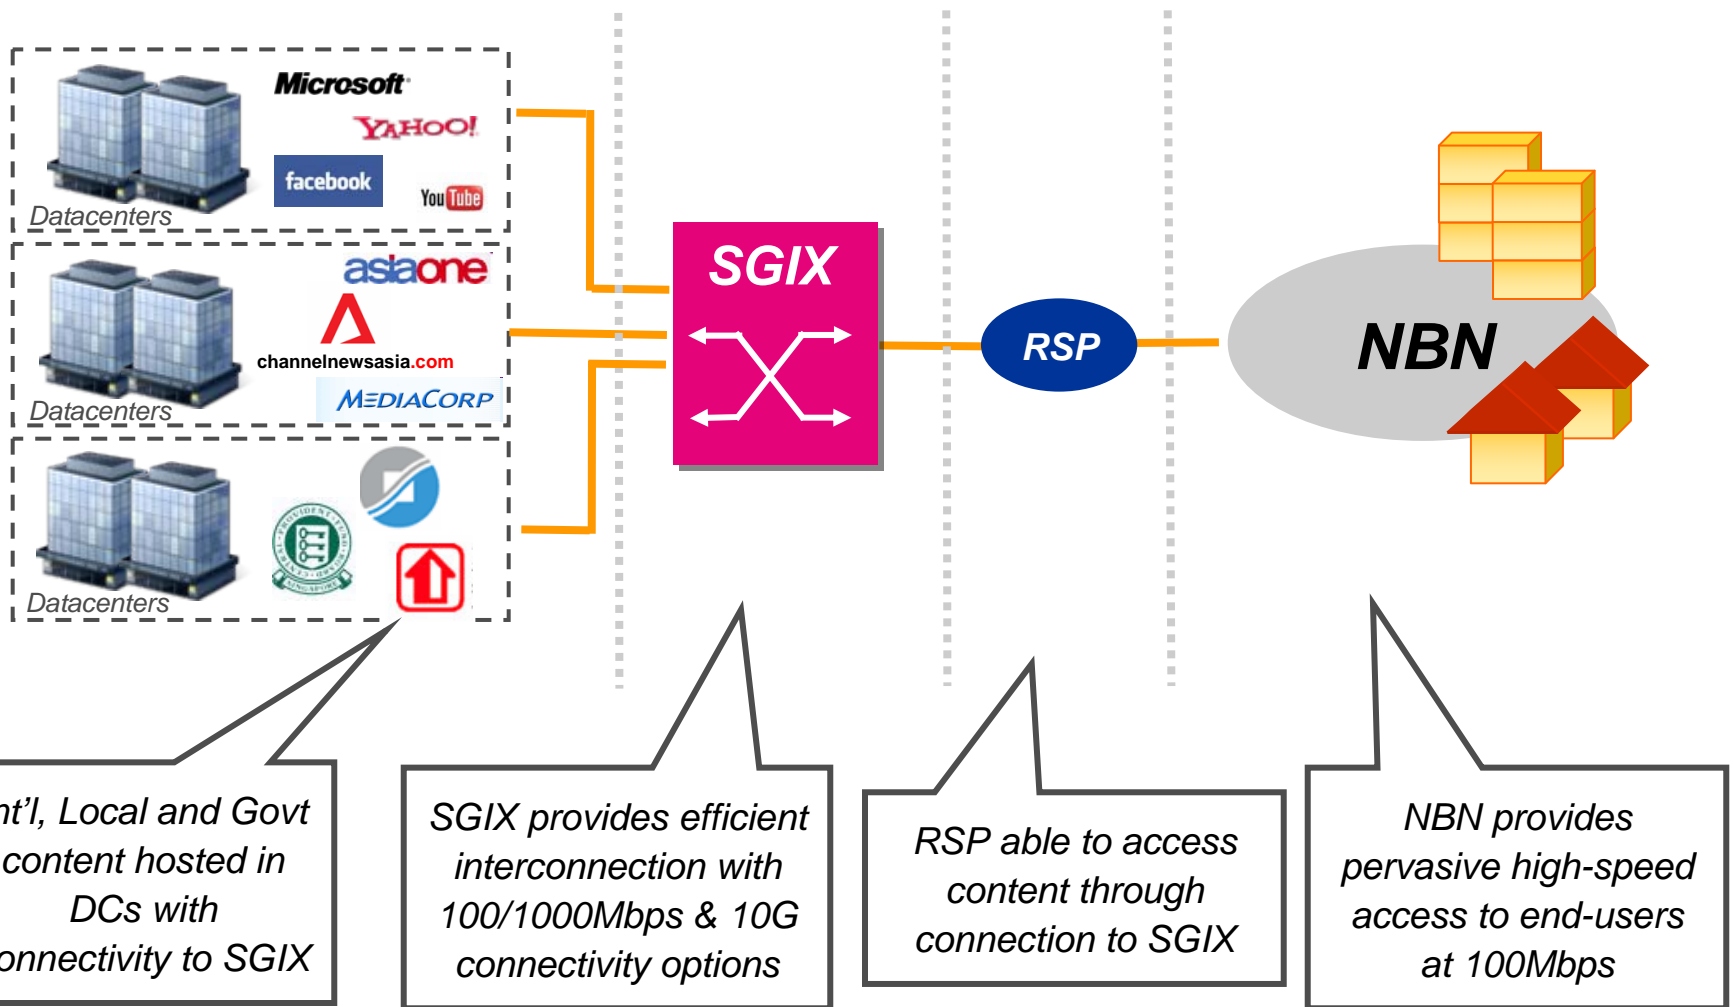 Microsoft
YAHOO!
facebook
YouTube
Datacenters
asiaone
channelnewsasia.com
MEDIACORP
Datacenters
Datacenters
SGIX
RSP
NBN
nt'l, Local and Govt
content hosted in
DCs with
onnectivity to SGIX
SGIX provides efficient
interconnection with
100/1000Mbps & 10G
connectivity options
RSP able to access
content through
connection to SGIX
NBN provides
pervasive high-speed
access to end-users
at 100Mbps